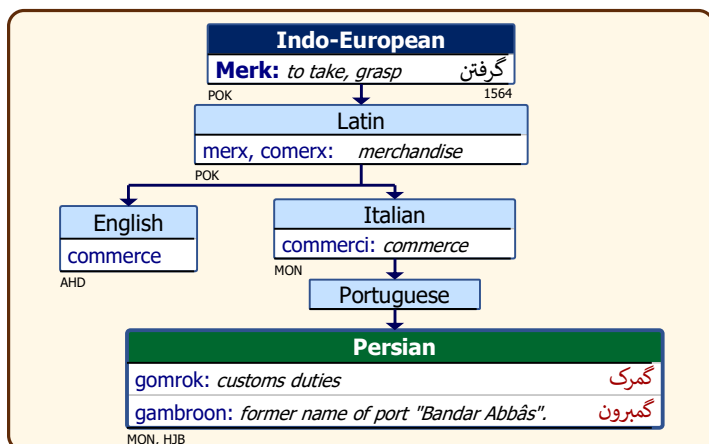 Indo-European
Merk: to take, grasp گرفتن
POK 1564
Latin
merx, comerx: merchandise
POK
English
commerce
AHD
Italian
commerci: commerce
MON
Portuguese
Persian
gomrok: customs duties گمرک
gambroon: former name of port "Bandar Abbâs". گمبرون
MON, HJB